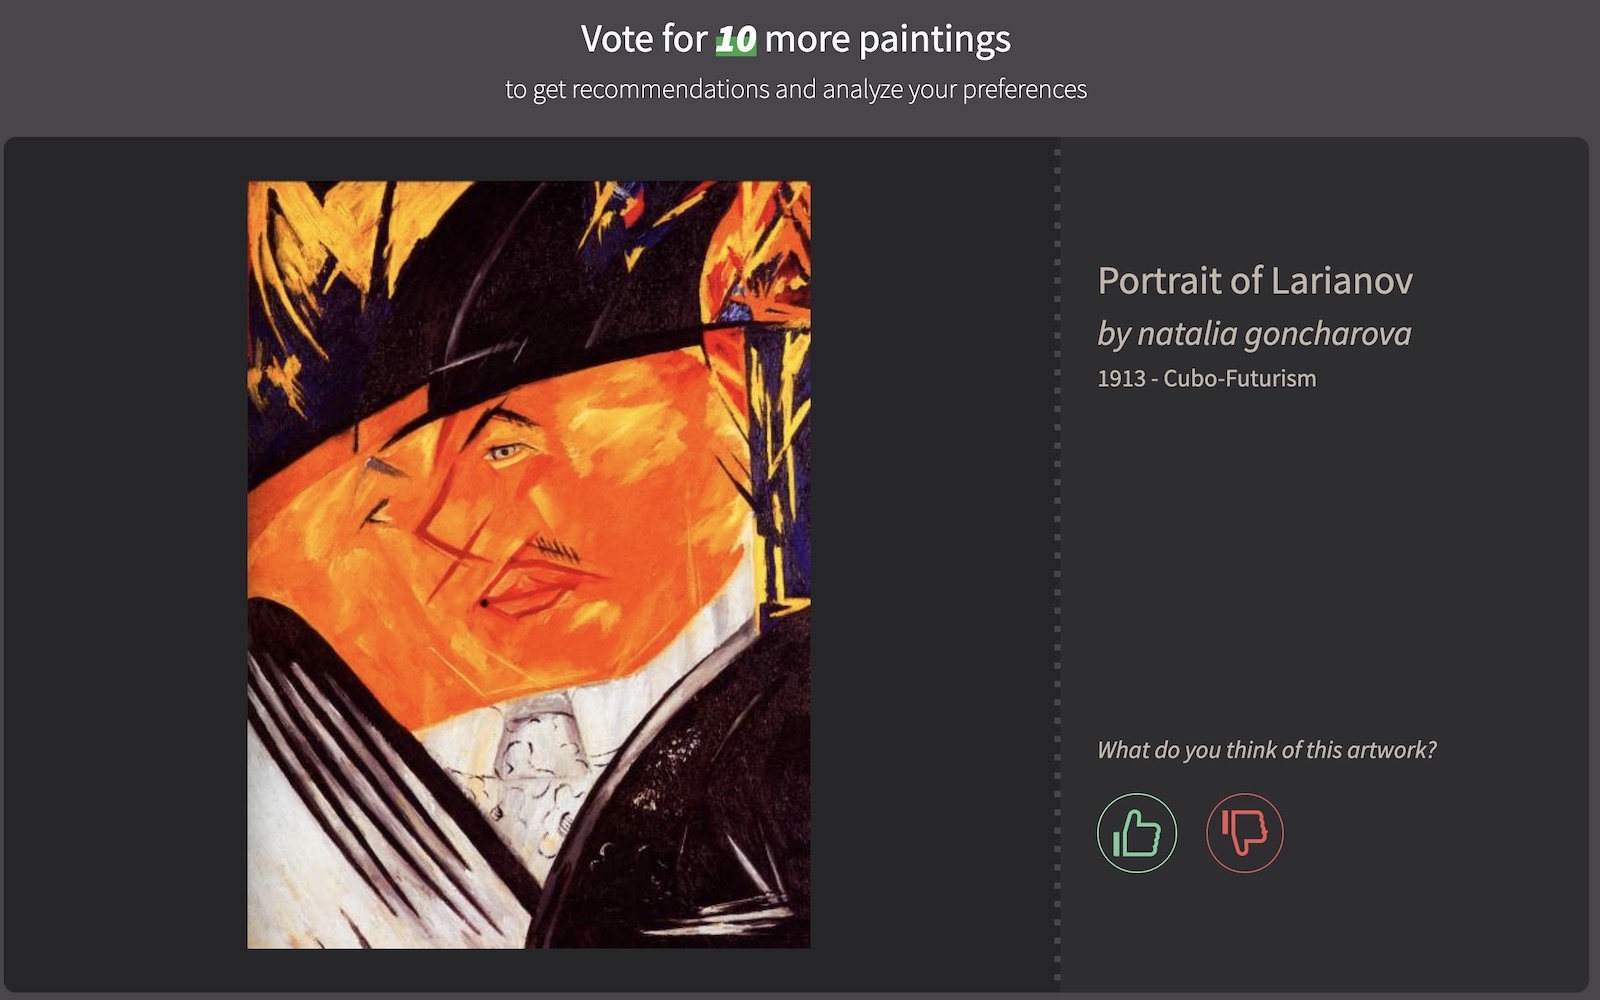 Vote for 10 more paintings
to get recommendations and analyze your preferences
Portrait of Larianov
by natalia goncharova
1913 - Cubo-Futurism
What do you think of this artwork?